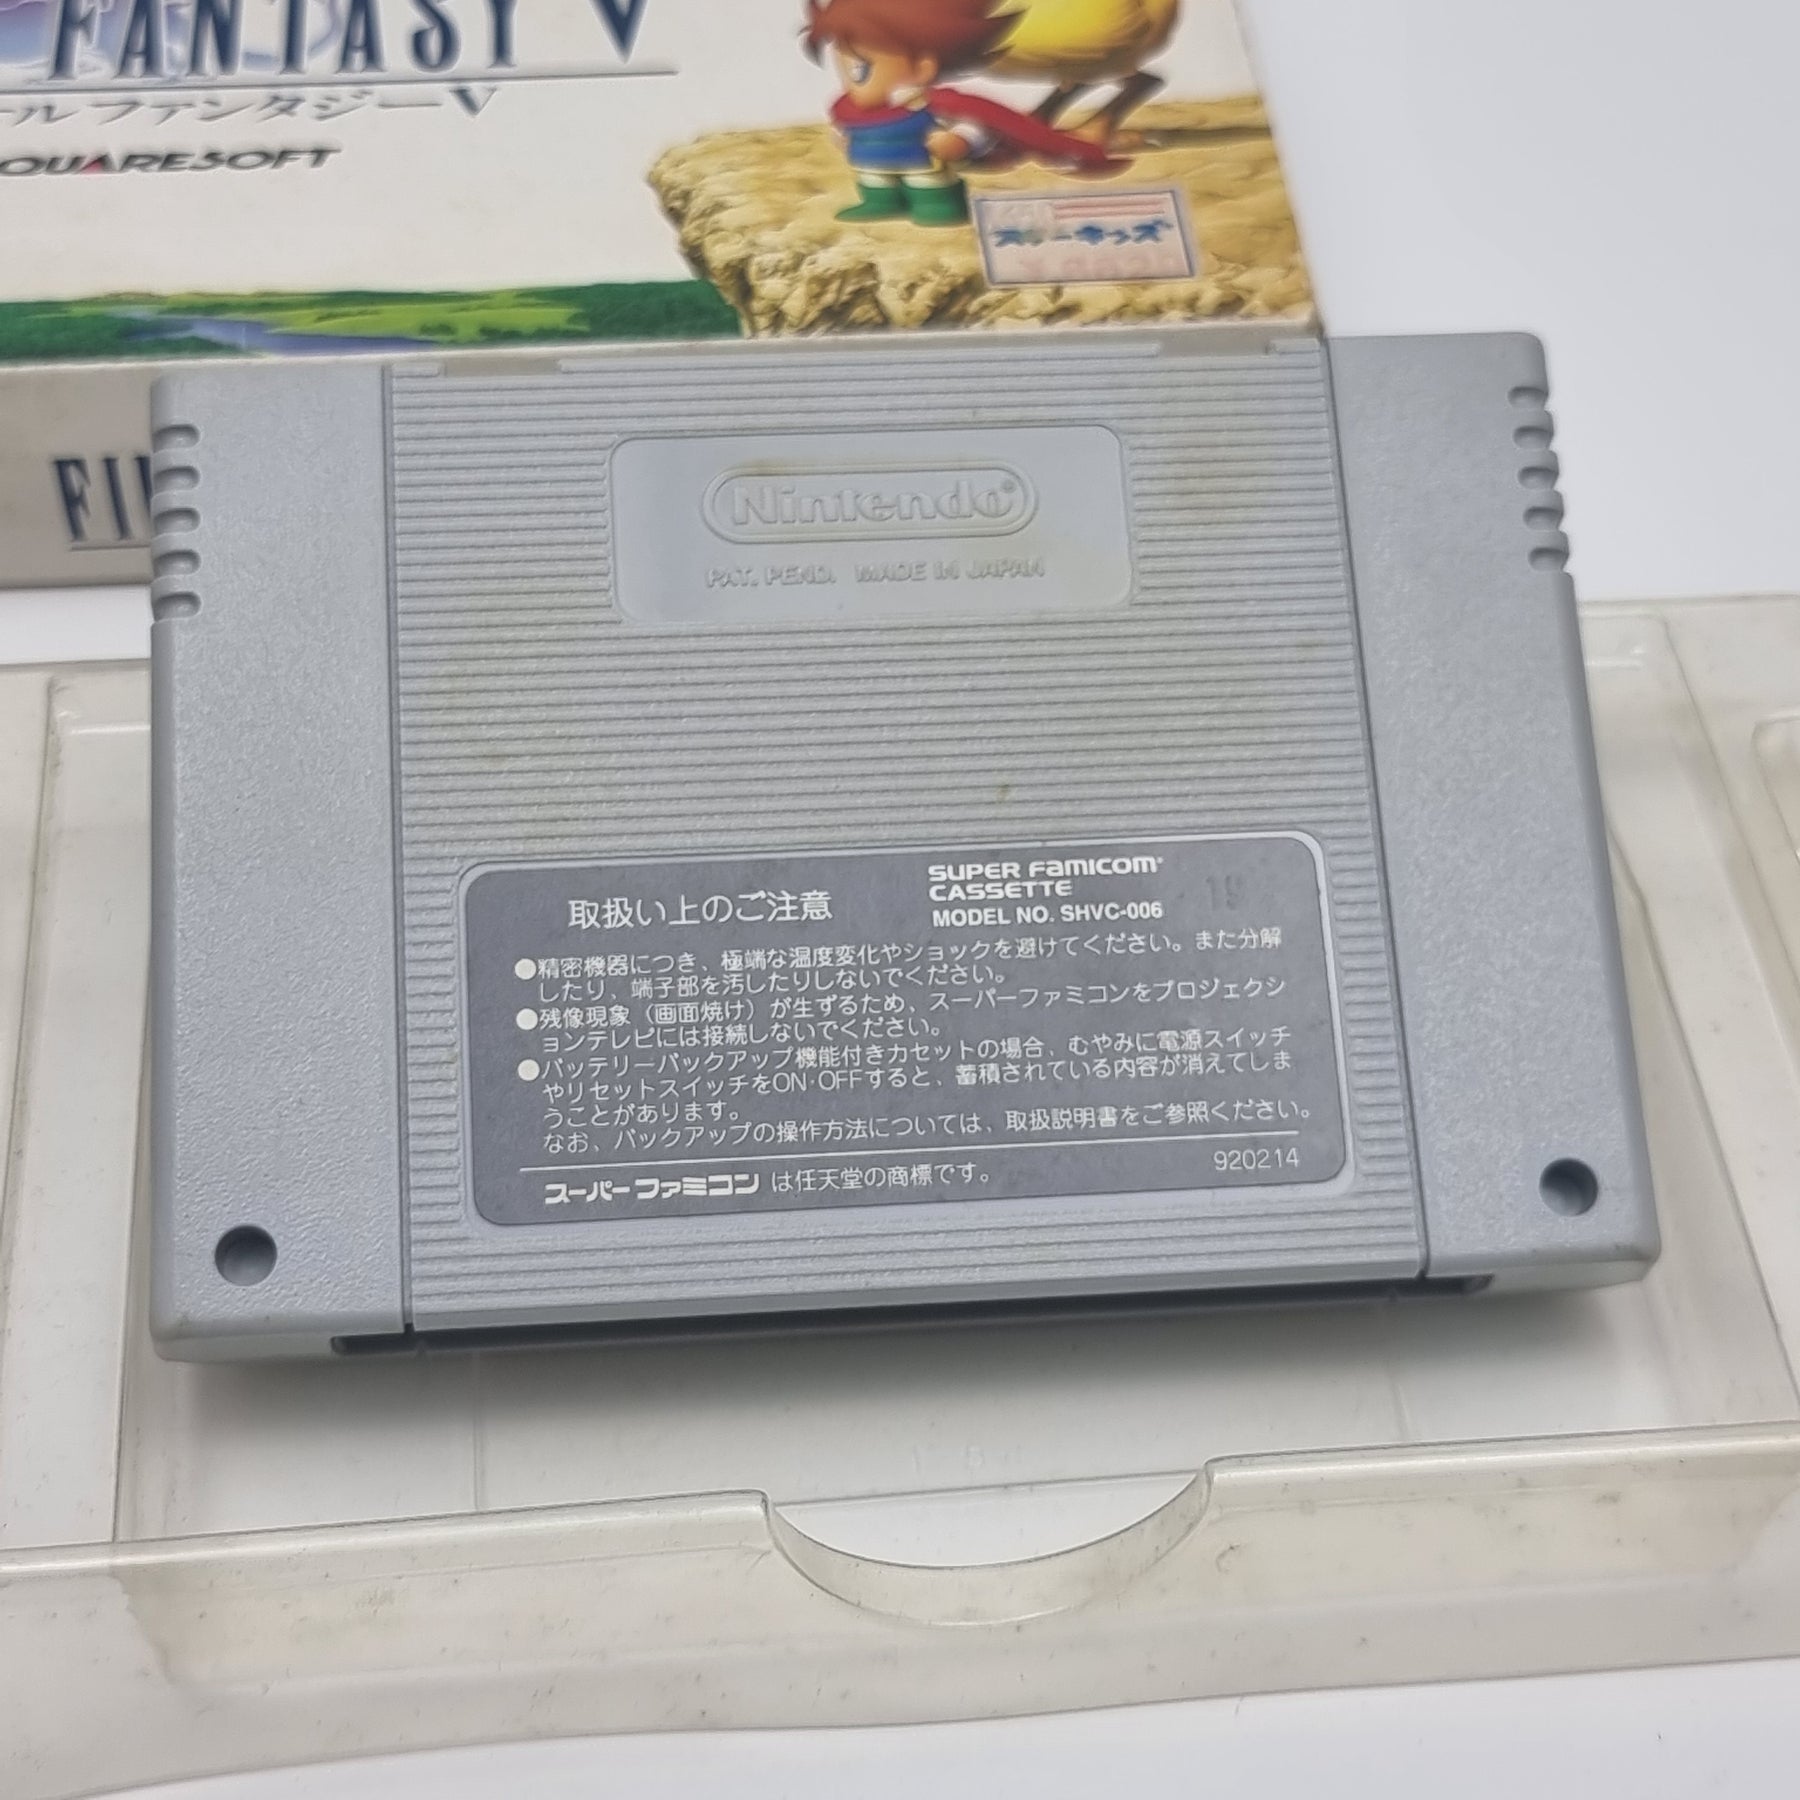 FANTASY V
ール ファンタジーV
QUARESOFT
スリーキッズ
FI
Nintendo®
PAT. PEND. MADE IN JAPAN
取扱い上のご注意
SUPER FAMICOM®
CASSETTE
MODEL NO. SHVC-006
19
●精密機器につき、極端な温度変化やショックを避けてください。また分解
したり、端子部を汚したりしないでください。
●残像現象（画面焼け）が生ずるため、スーパーファミコンをプロジェクシ
ョンテレビには接続しないでください。
●バッテリーバックアップ機能付きカセットの場合、むやみに電源スイッチ
やリセットスイッチをON·OFFすると、蓄積されている内容が消えてしま
うことがあります。
なお、バックアップの操作方法については、取扱説明書をご参照ください。
スーパーファミコン は任天堂の商標です。
920214